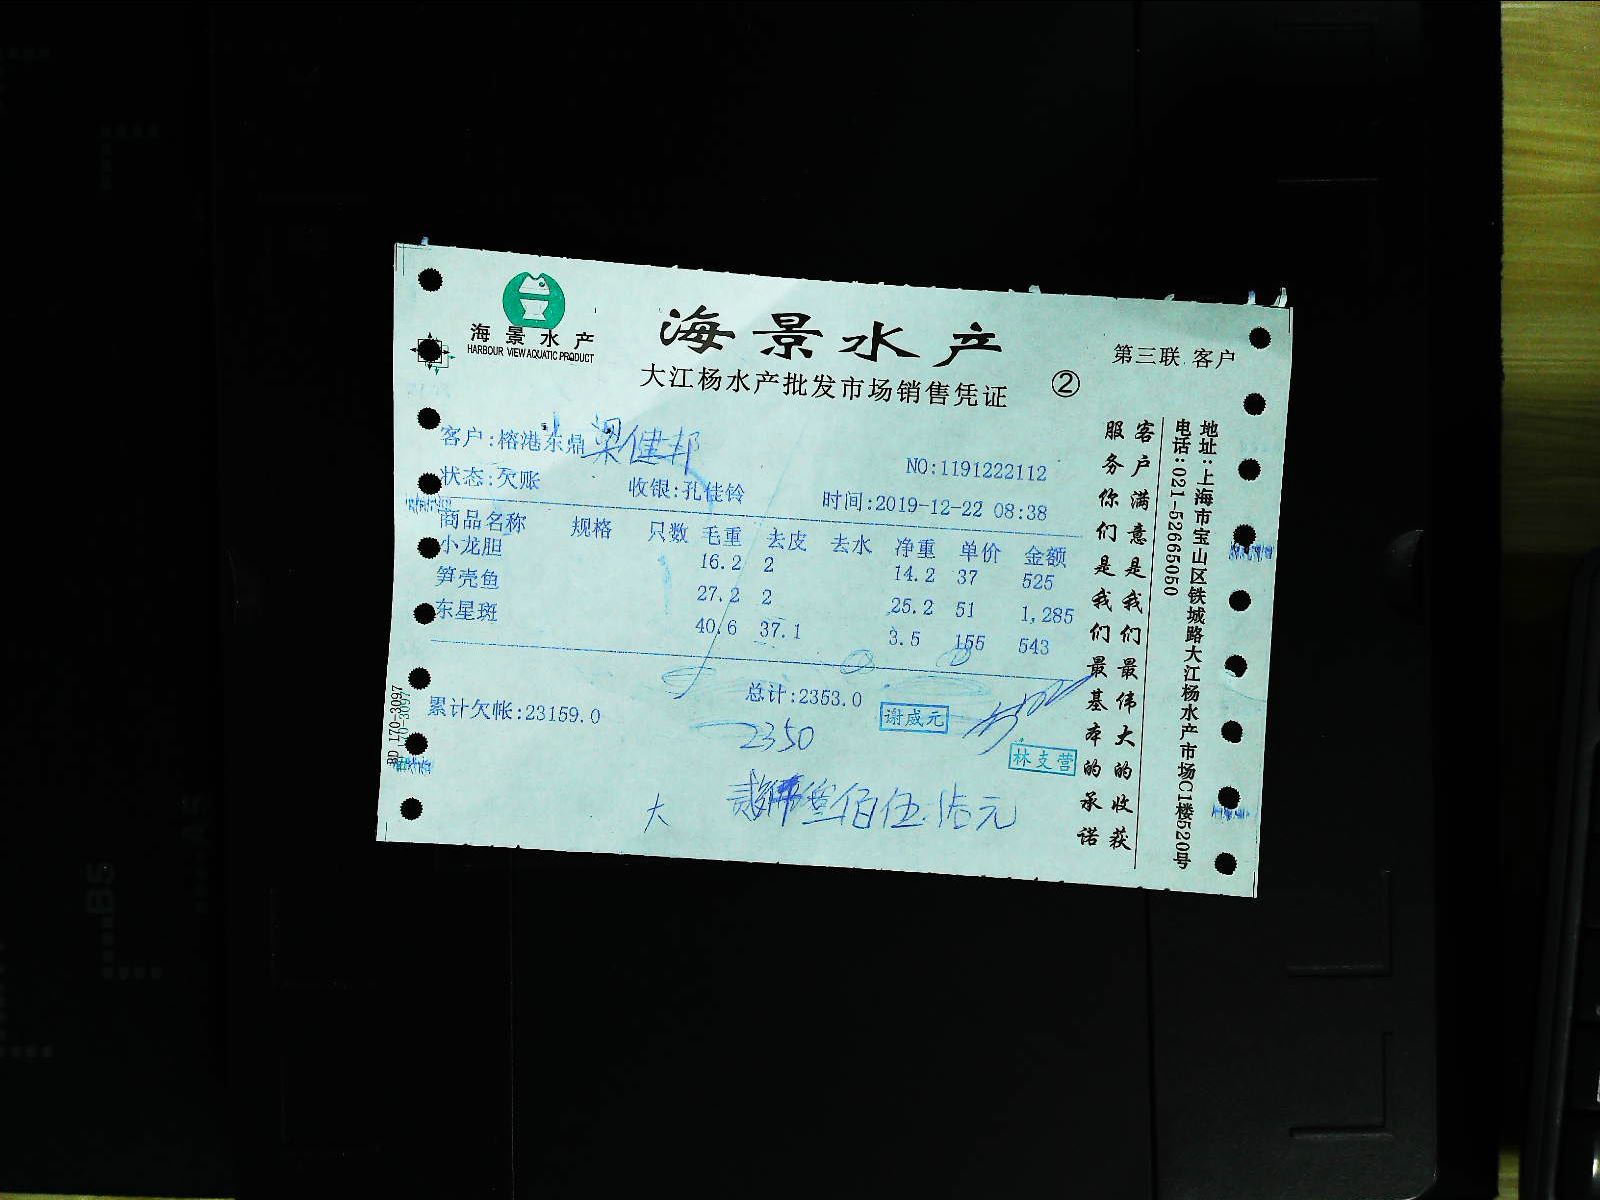 海景水产
HARBOUR VIEW AQUATIC PRODUCT
海景水产
大江杨水产批发市场销售凭证 ②
第三联 客户
客户:榕港东鼎 梁健邦
NO:1191222112
状态:欠账 收银:孔佳铃 时间:2019-12-22 08:38
商品名称 规格 只数 毛重 去皮 去水 净重 单价 金额
小龙胆 16.2 2 14.2 37 525
笋壳鱼 27.2 2 25.2 51 1,285
东星斑 40.6 37.1 3.5 155 543
累计欠帐:23159.0 总计:2353.0
谢威元
2350
林支营
大 贰仟叁佰伍拾元
客户满意是我们最伟大的收获
服务你们是我们最基本的承诺
地址:上海市宝山区铁城路大江杨水产市场C1楼520号
电话:021-52665050
BD 170-3097